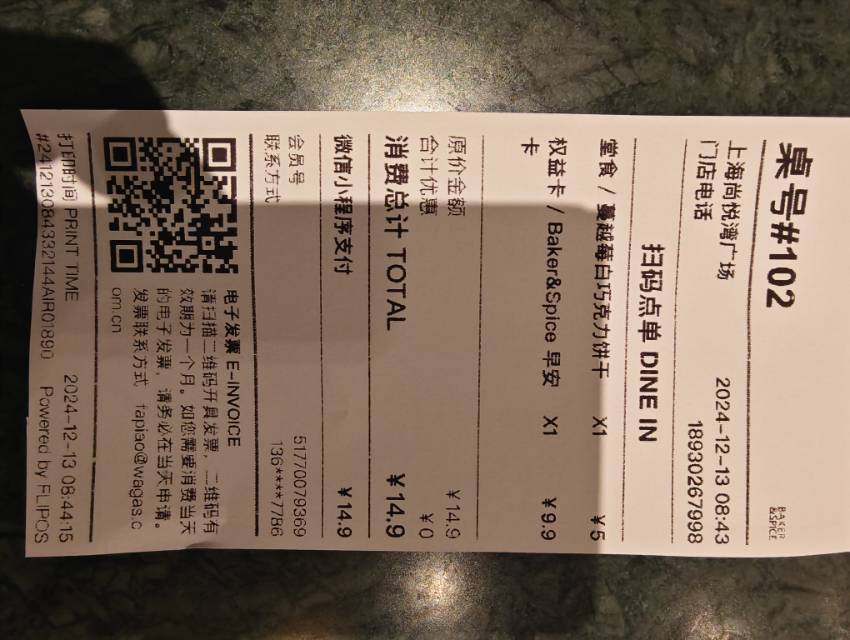 BAKER
&SPICE
桌号#102
上海尚悦湾广场 2024-12-13 08:43
门店电话 18930267998
扫码点单 DINE IN
堂食 / 蔓越莓白巧克力饼干 X1 ¥5
权益卡 / Baker&Spice 早安 X1 ¥9.9
卡
原价金额 ¥14.9
合计优惠 ¥0
消费总计 TOTAL ¥14.9
微信小程序支付 ¥14.9
会员号 51770079369
联系方式 136****7786
电子发票 E-INVOICE
请扫描二维码开具发票，二维码有
效期为一个月。如您需要消费当天
的电子发票，请务必在当天申请。
发票联系方式 fapiao@wagas.c
om.cn
打印时间 PRINT TIME 2024-12-13 08:44:15
#241213084332144AIR01890 Powered by FLIPOS